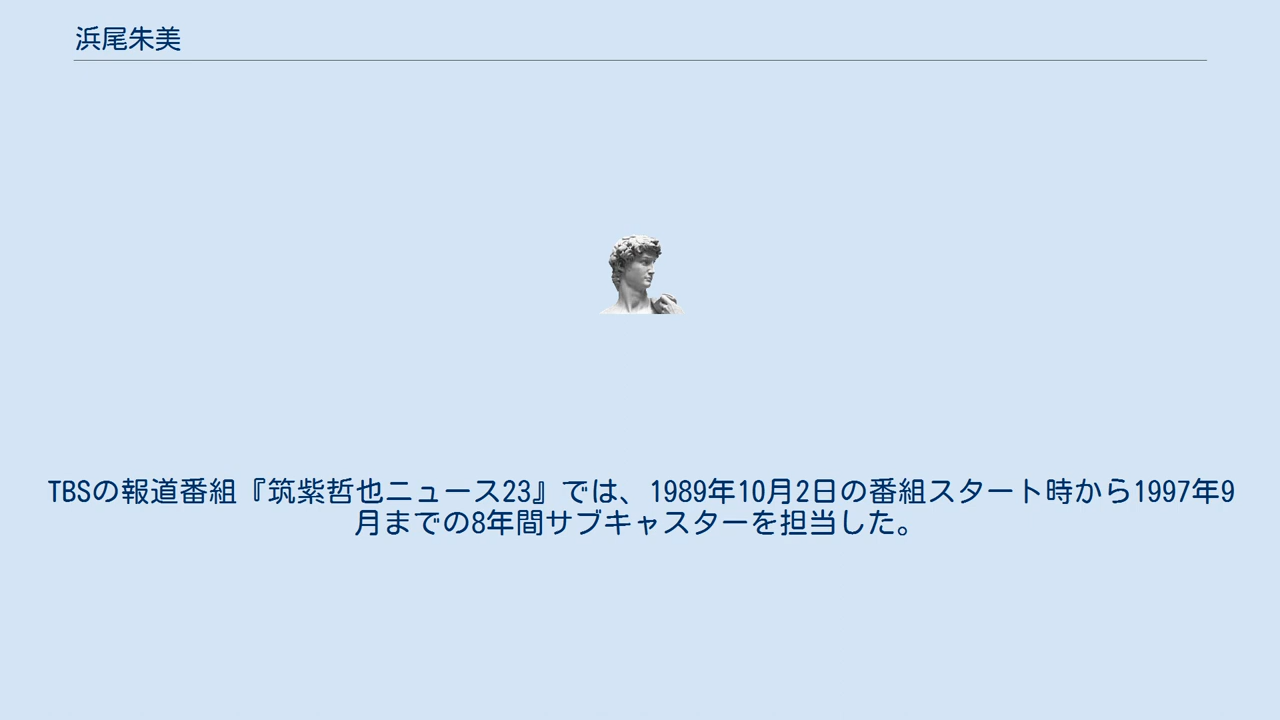 浜尾朱美
TBSの報道番組『筑紫哲也ニュース23』では、1989年10月2日の番組スタート時から1997年9
月までの8年間サブキャスターを担当した。